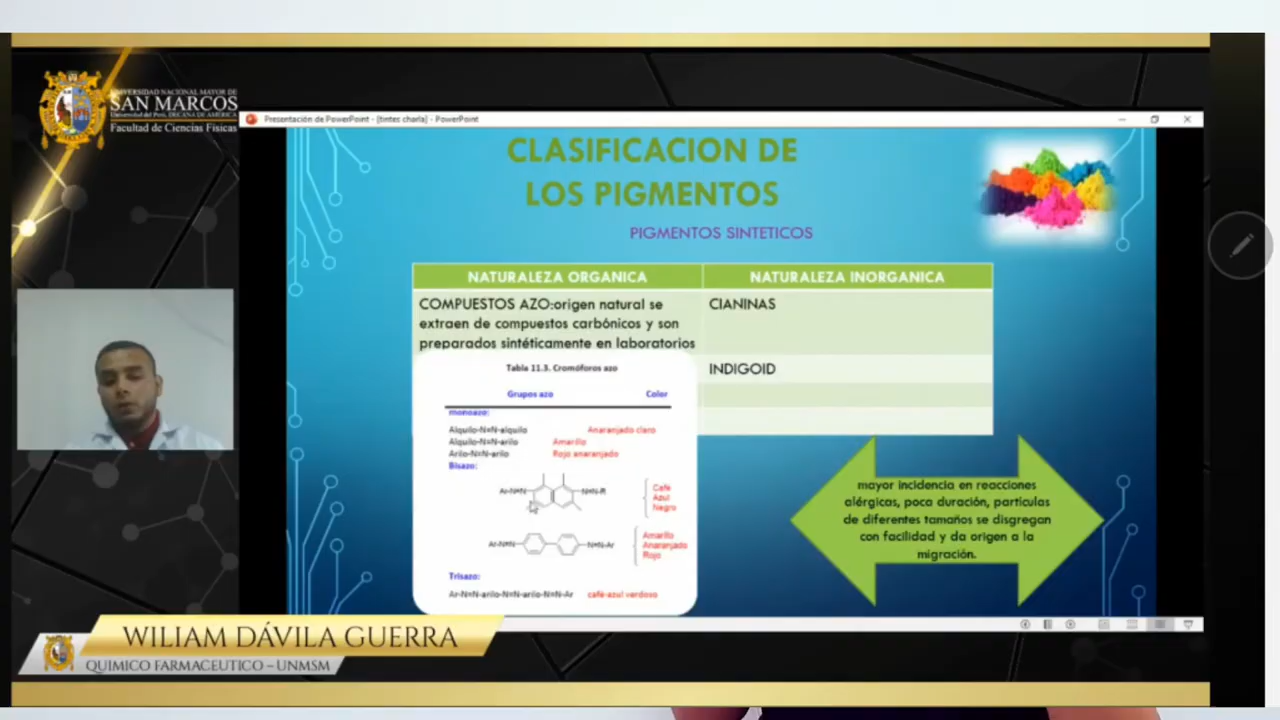 UNIVERSIDAD NACIONAL MAYOR DE
SAN MARCOS
Universidad del Perú. DECANA DE AMÉRICA
Facultad de Ciencias Físicas
Presentación de PowerPoint - [tintes charla] - PowerPoint
CLASIFICACION DE
LOS PIGMENTOS
PIGMENTOS SINTETICOS
NATURALEZA ORGANICA
NATURALEZA INORGANICA
COMPUESTOS AZO:origen natural se
extraen de compuestos carbónicos y son
preparados sintéticamente en laboratorios
CIANINAS
INDIGOID
Tabla 11.3. Cromóforos azo
Grupos azo Color
monoazo:
Alquilo-N=N-alquilo Anaranjado claro
Alquilo-N=N-arilo Amarillo
Arilo-N=N-arilo Rojo anaranjado
Bisazo:
Ar-N=N N=N-R
Café
Azul
Negro
Ar-N=N N=N-Ar
Amarillo
Anaranjado
Rojo
Trisazo:
Ar-N=N-arilo-N=N-arilo-N=N-Ar café-azul verdoso
mayor incidencia en reacciones
alérgicas, poca duración, partículas
de diferentes tamaños se disgregan
con facilidad y da origen a la
migración.
WILIAM DÁVILA GUERRA
QUIMICO FARMACEUTICO – UNMSM